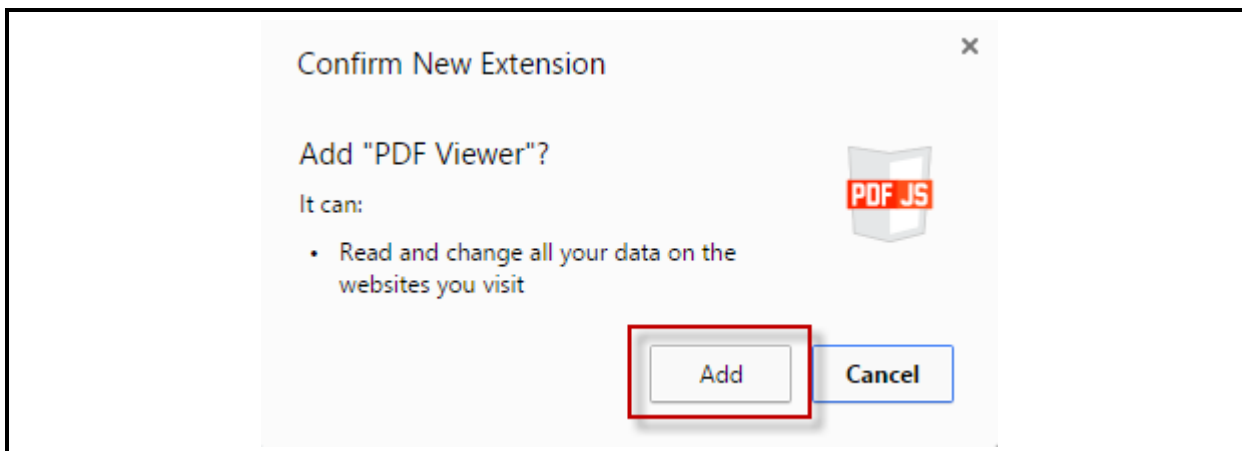 Confirm New Extension
Add "PDF Viewer"?
It can:
PDF JS
• Read and change all your data on the
websites you visit
Add
Cancel